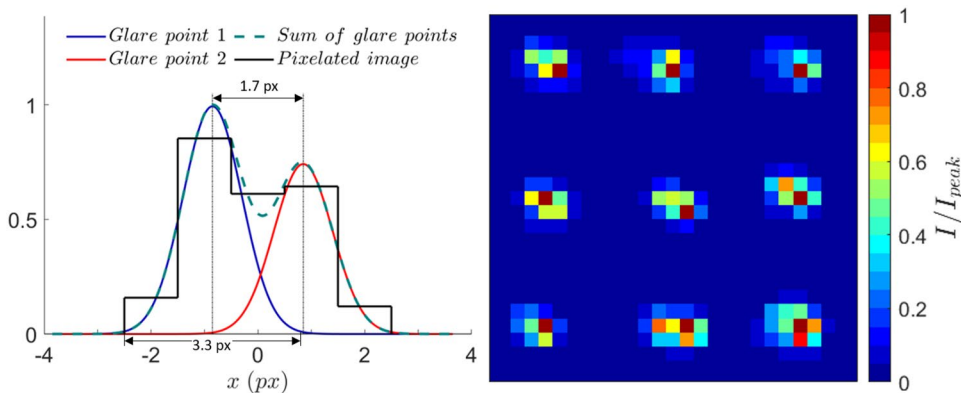 Glare point 1
Sum of glare points
Glare point 2
Pixelated image
1.7 px
1
0.5
0
3.3 px
-4
-2
0
2
4
x (px)
1
0.8
0.6
0.4
0.2
0
I/I_peak